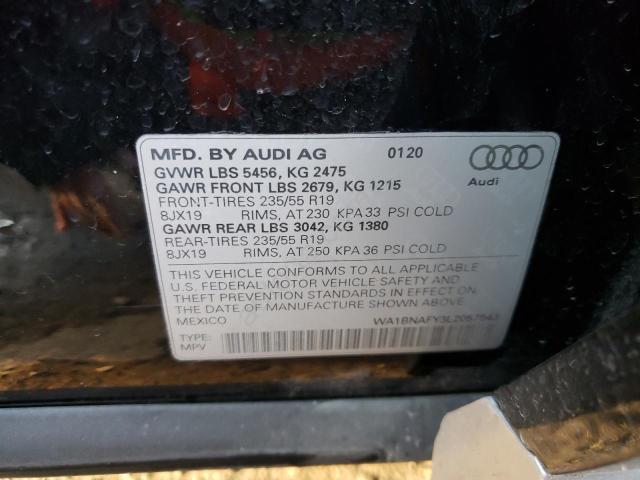 MFD. BY AUDI AG 0120
GVWR LBS 5456, KG 2475
GAWR FRONT LBS 2679, KG 1215
FRONT-TIRES 235/55 R19
8JX19 RIMS, AT 230 KPA 33 PSI COLD
GAWR REAR LBS 3042, KG 1380
REAR-TIRES 235/55 R19
8JX19 RIMS, AT 250 KPA 36 PSI COLD
Audi
THIS VEHICLE CONFORMS TO ALL APPLICABLE
U.S. FEDERAL MOTOR VEHICLE SAFETY AND
THEFT PREVENTION STANDARDS IN EFFECT ON
THE DATE OF MANUFACTURE SHOWN ABOVE
MEXICO WA1BNAFY3L2057543
TYPE:
MPV